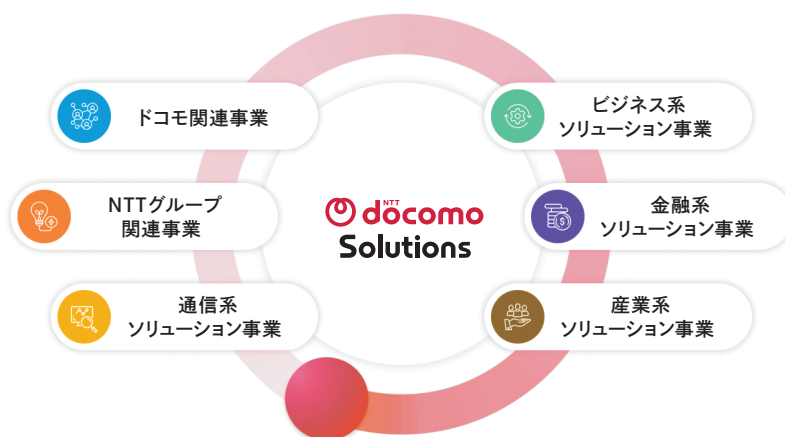 ドコモ関連事業
NTTグループ
関連事業
通信系
ソリューション事業
NTT
docomo
Solutions
ビジネス系
ソリューション事業
金融系
ソリューション事業
産業系
ソリューション事業